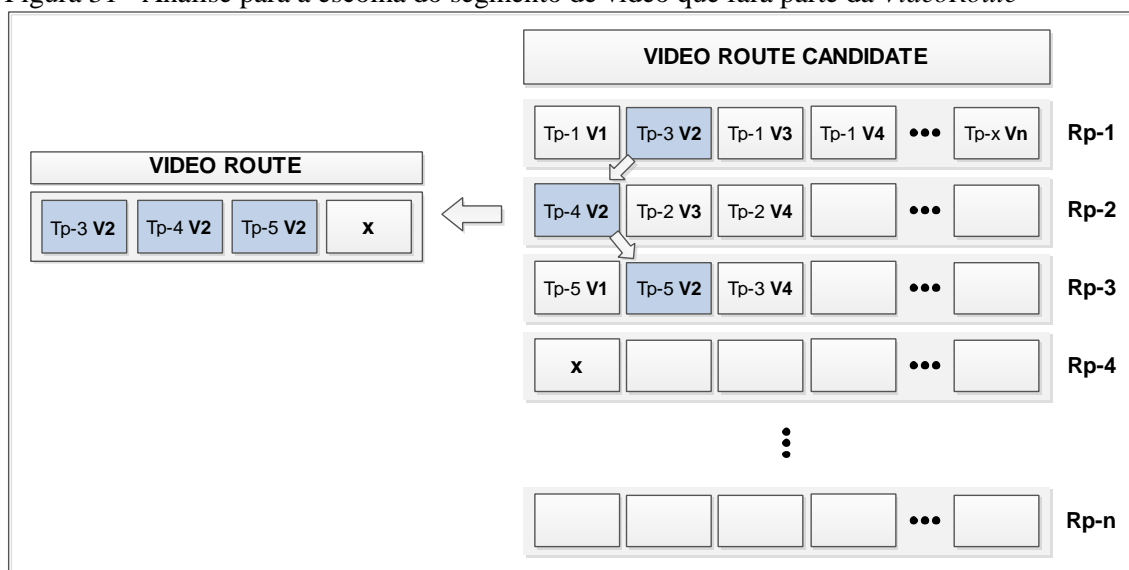 Figura 31 - Análise para a escolha do segmento de vídeo que fará parte da VideoRoute
VIDEO ROUTE CANDIDATE
Tp-1 V1 Tp-3 V2 Tp-1 V3 Tp-1 V4 ••• Tp-x Vn Rp-1
VIDEO ROUTE
Tp-4 V2 Tp-2 V3 Tp-2 V4 ••• Rp-2
Tp-3 V2 Tp-4 V2 Tp-5 V2 x
Tp-5 V1 Tp-5 V2 Tp-3 V4 ••• Rp-3
x ••• Rp-4
••• Rp-n